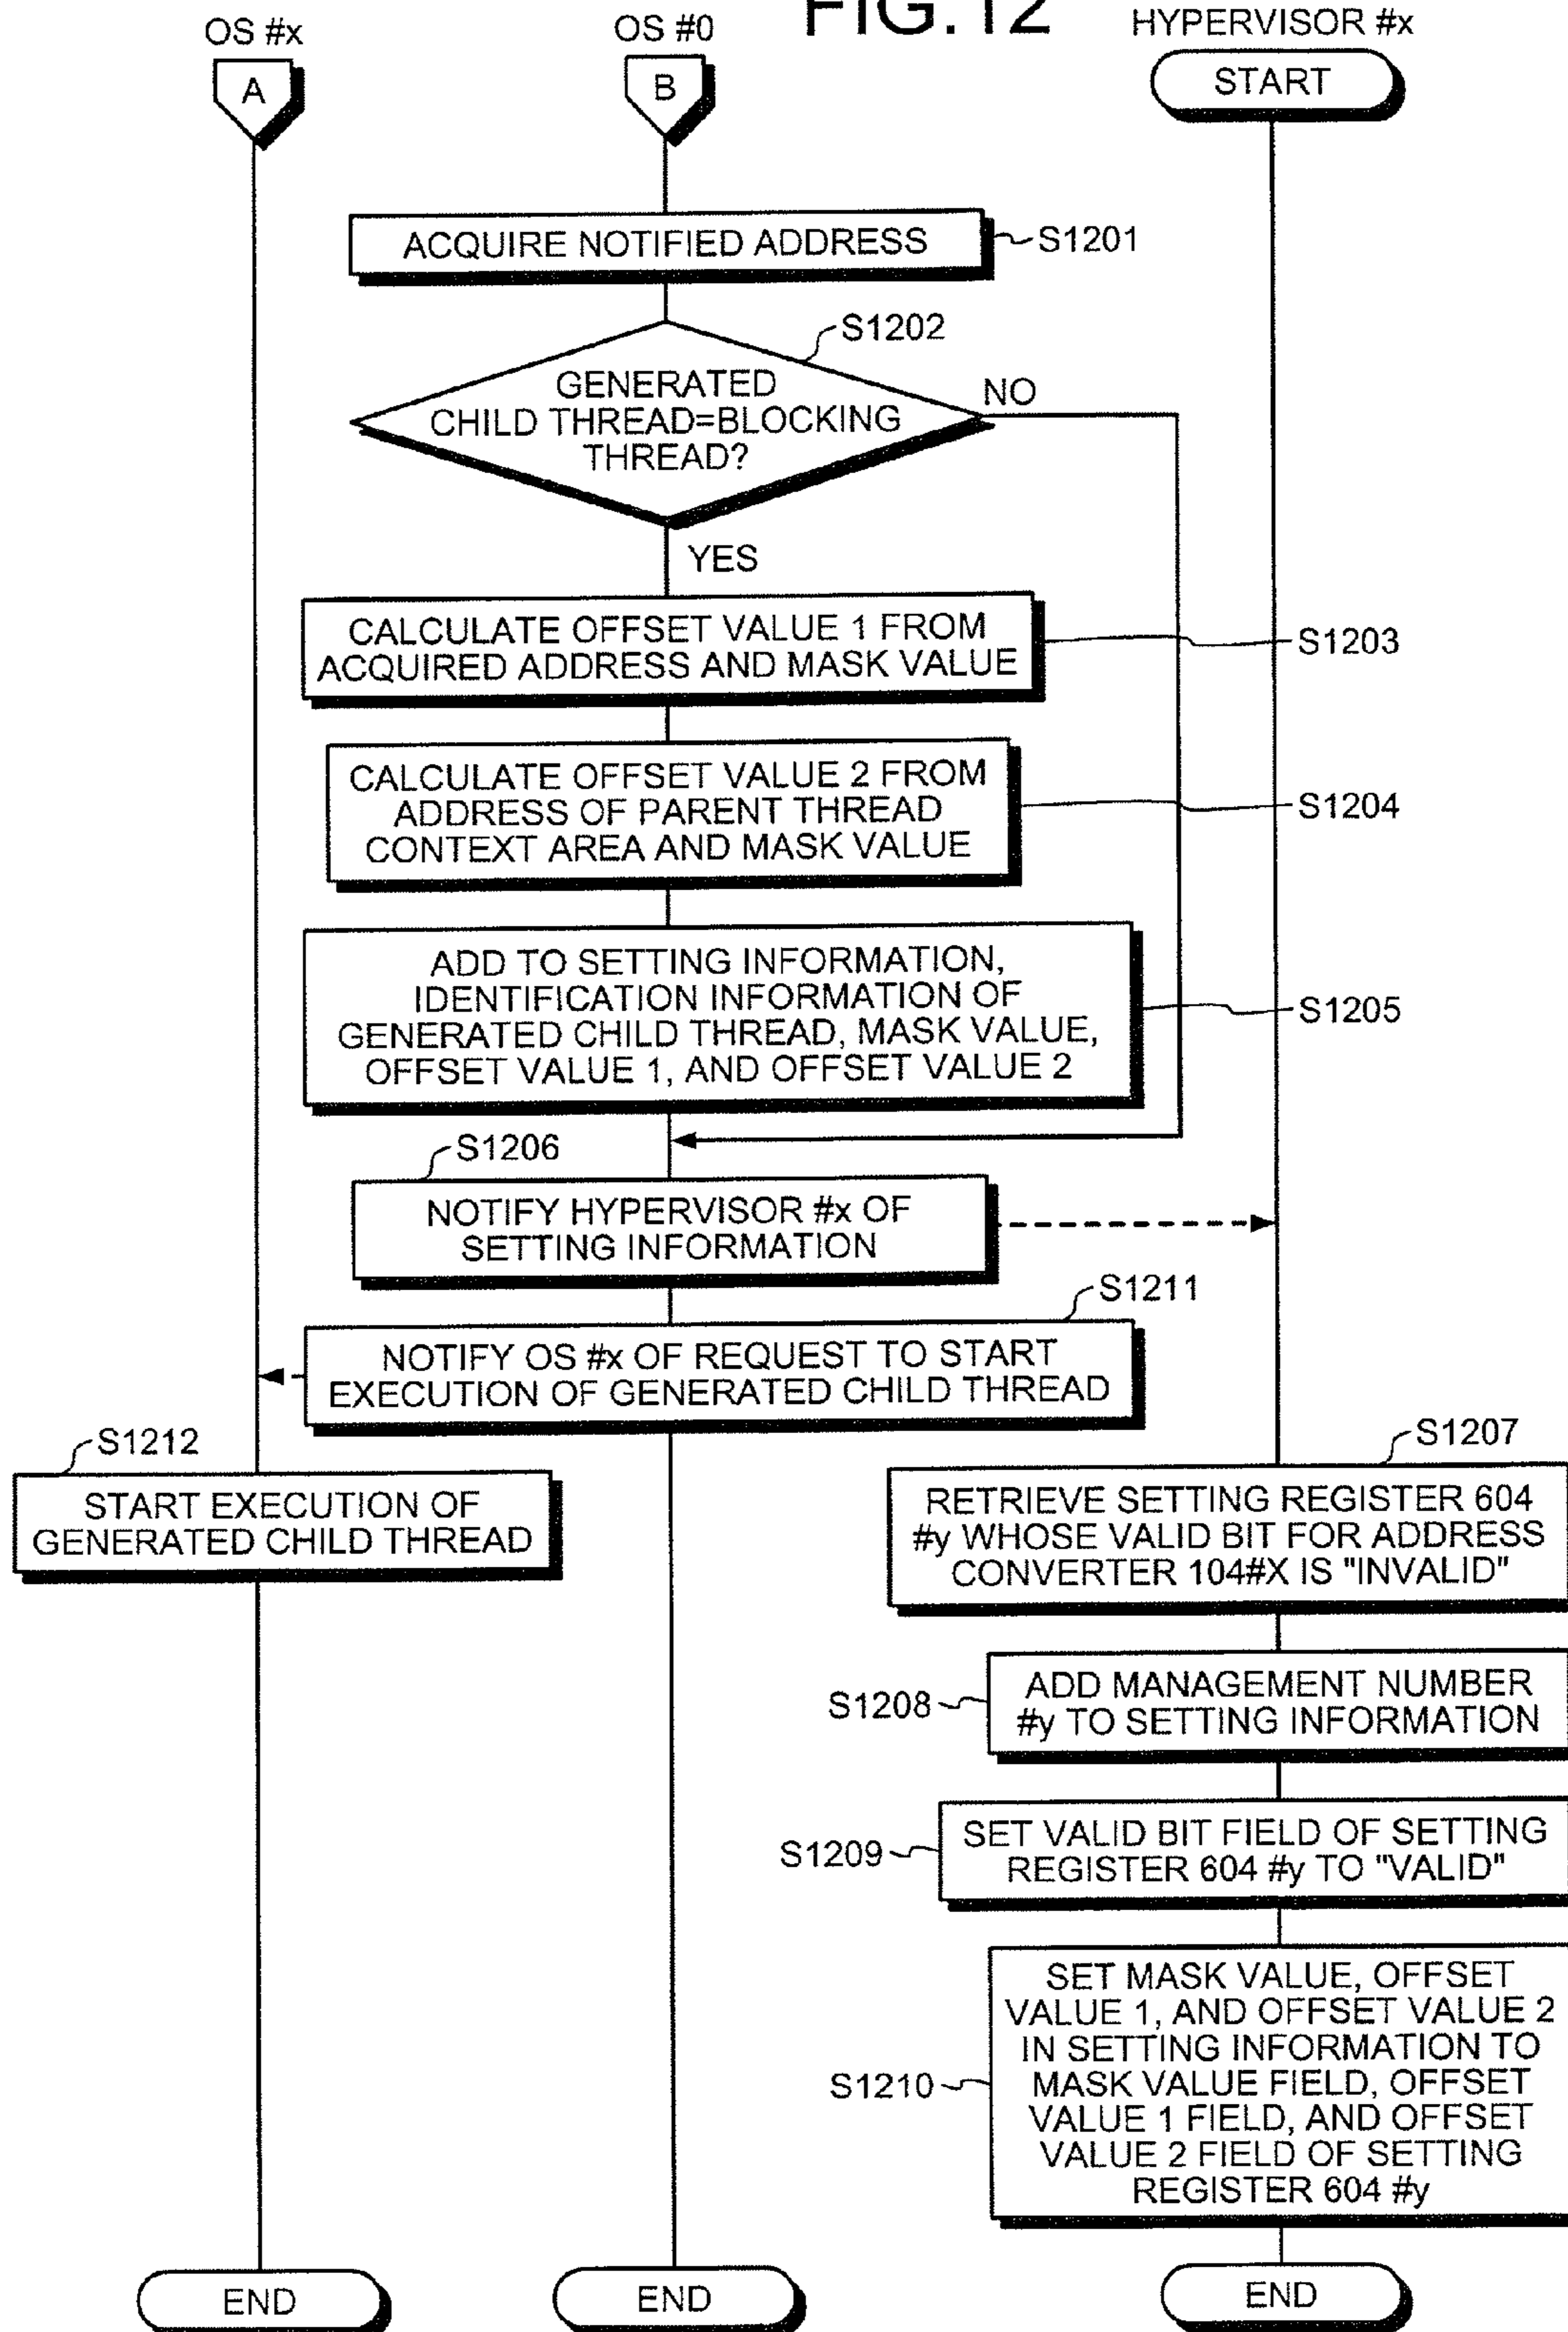 FIG.12
OS #x
OS #0
HYPERVISOR #x
A
B
START
ACQUIRE NOTIFIED ADDRESS
S1201
S1202
GENERATED
CHILD THREAD=BLOCKING
THREAD?
NO
YES
CALCULATE OFFSET VALUE 1 FROM
ACQUIRED ADDRESS AND MASK VALUE
S1203
CALCULATE OFFSET VALUE 2 FROM
ADDRESS OF PARENT THREAD
CONTEXT AREA AND MASK VALUE
S1204
ADD TO SETTING INFORMATION,
IDENTIFICATION INFORMATION OF
GENERATED CHILD THREAD, MASK VALUE,
OFFSET VALUE 1, AND OFFSET VALUE 2
S1205
S1206
NOTIFY HYPERVISOR #x OF
SETTING INFORMATION
S1211
NOTIFY OS #x OF REQUEST TO START
EXECUTION OF GENERATED CHILD THREAD
S1212
START EXECUTION OF
GENERATED CHILD THREAD
S1207
RETRIEVE SETTING REGISTER 604
#y WHOSE VALID BIT FOR ADDRESS
CONVERTER 104#X IS "INVALID"
S1208
ADD MANAGEMENT NUMBER
#y TO SETTING INFORMATION
S1209
SET VALID BIT FIELD OF SETTING
REGISTER 604 #y TO "VALID"
S1210
SET MASK VALUE, OFFSET
VALUE 1, AND OFFSET VALUE 2
IN SETTING INFORMATION TO
MASK VALUE FIELD, OFFSET
VALUE 1 FIELD, AND OFFSET
VALUE 2 FIELD OF SETTING
REGISTER 604 #y
END
END
END